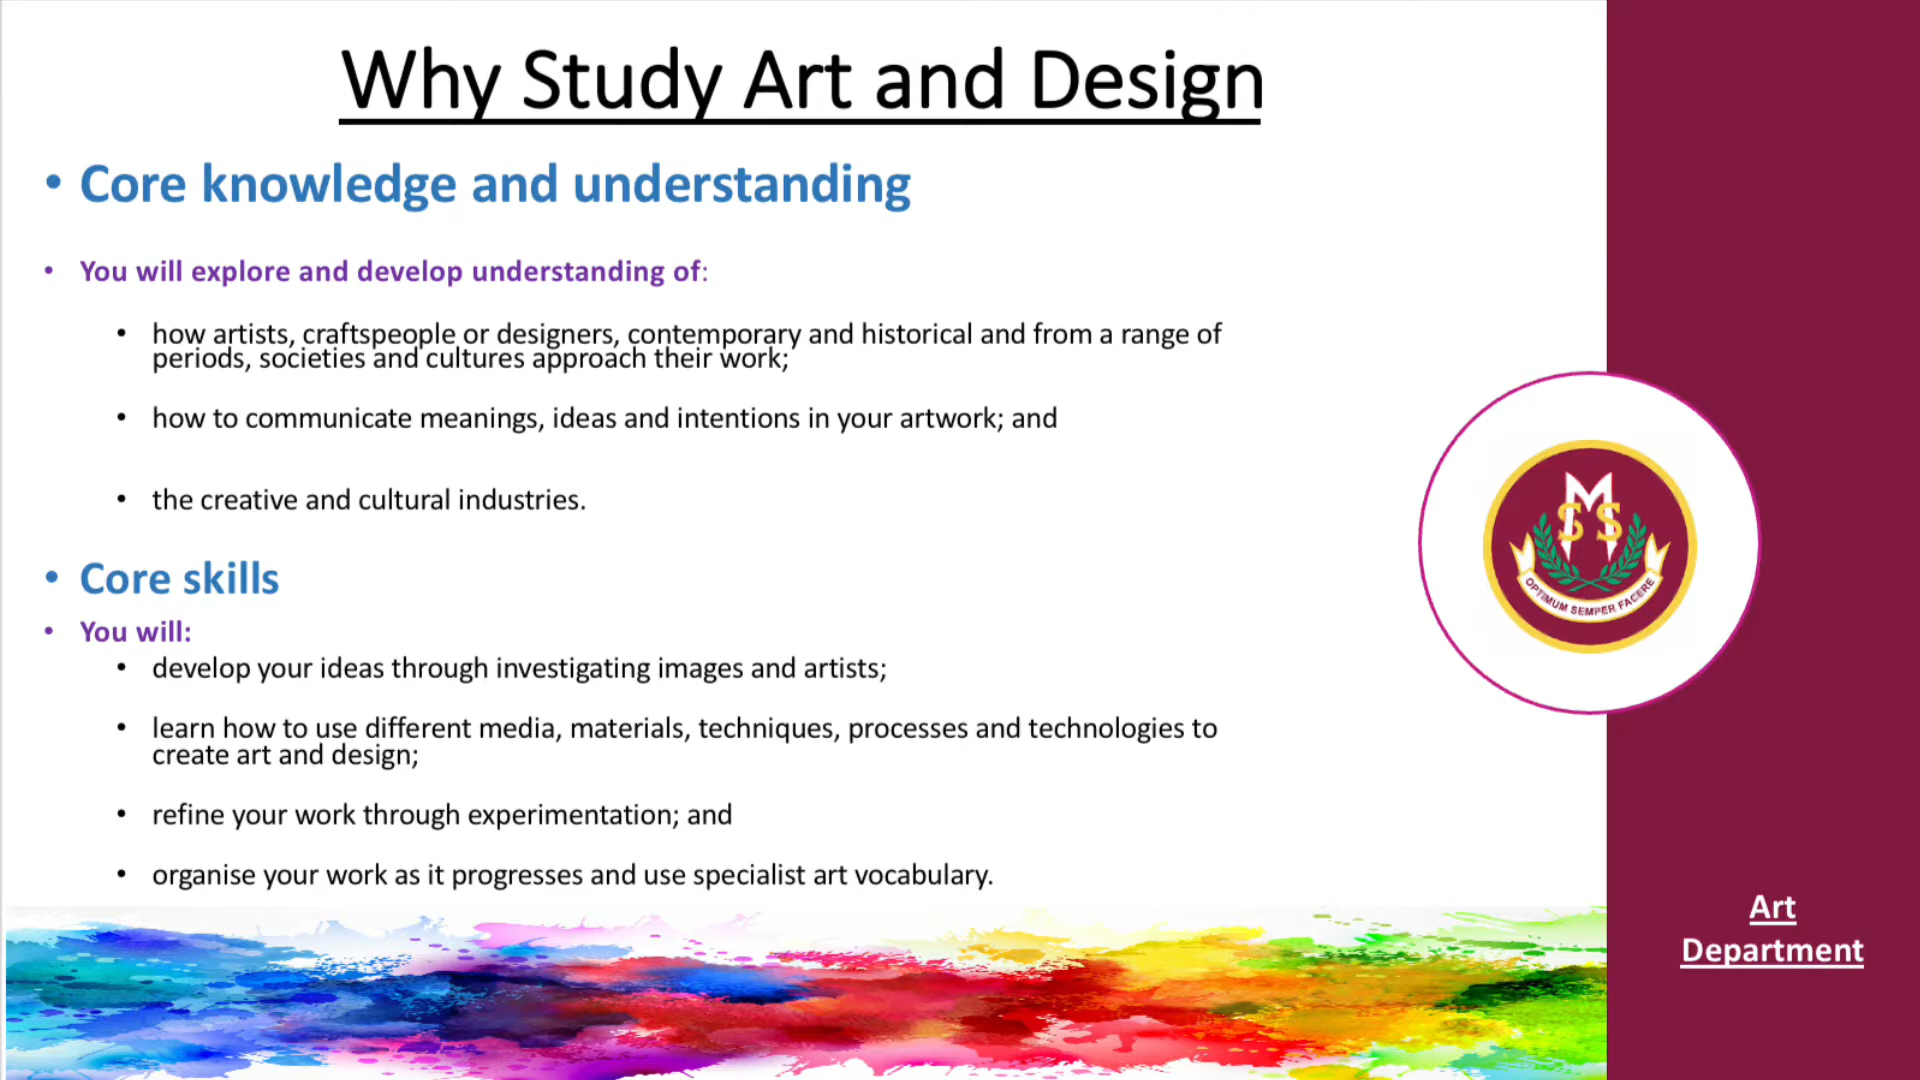 Why Study Art and Design
• Core knowledge and understanding
• You will explore and develop understanding of:
• how artists, craftspeople or designers, contemporary and historical and from a range of
periods, societies and cultures approach their work;
• how to communicate meanings, ideas and intentions in your artwork; and
• the creative and cultural industries.
• Core skills
• You will:
• develop your ideas through investigating images and artists;
• learn how to use different media, materials, techniques, processes and technologies to
create art and design;
• refine your work through experimentation; and
• organise your work as it progresses and use specialist art vocabulary.
M
S S
OPTIMUM SEMPER FACERE
Art
Department